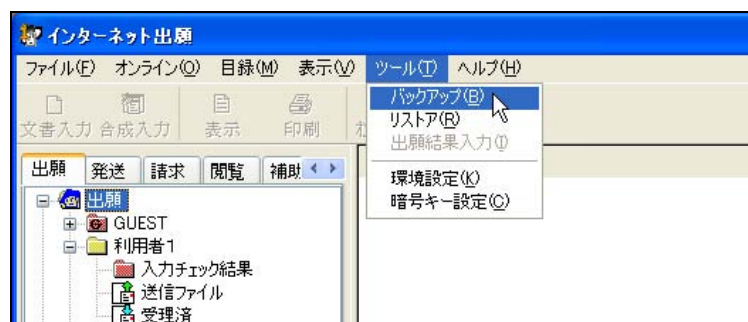 インターネット出願
ファイル(F) オンライン(O) 目録(M) 表示(V) ツール(T) ヘルプ(H)
文書入力 合成入力 表示 印刷
バックアップ(B)
リストア(R)
出願結果入力(I)
環境設定(K)
暗号キー設定(C)
出願 発送 請求 閲覧 補助
出願
GUEST
利用者1
入力チェック結果
送信ファイル
受理済